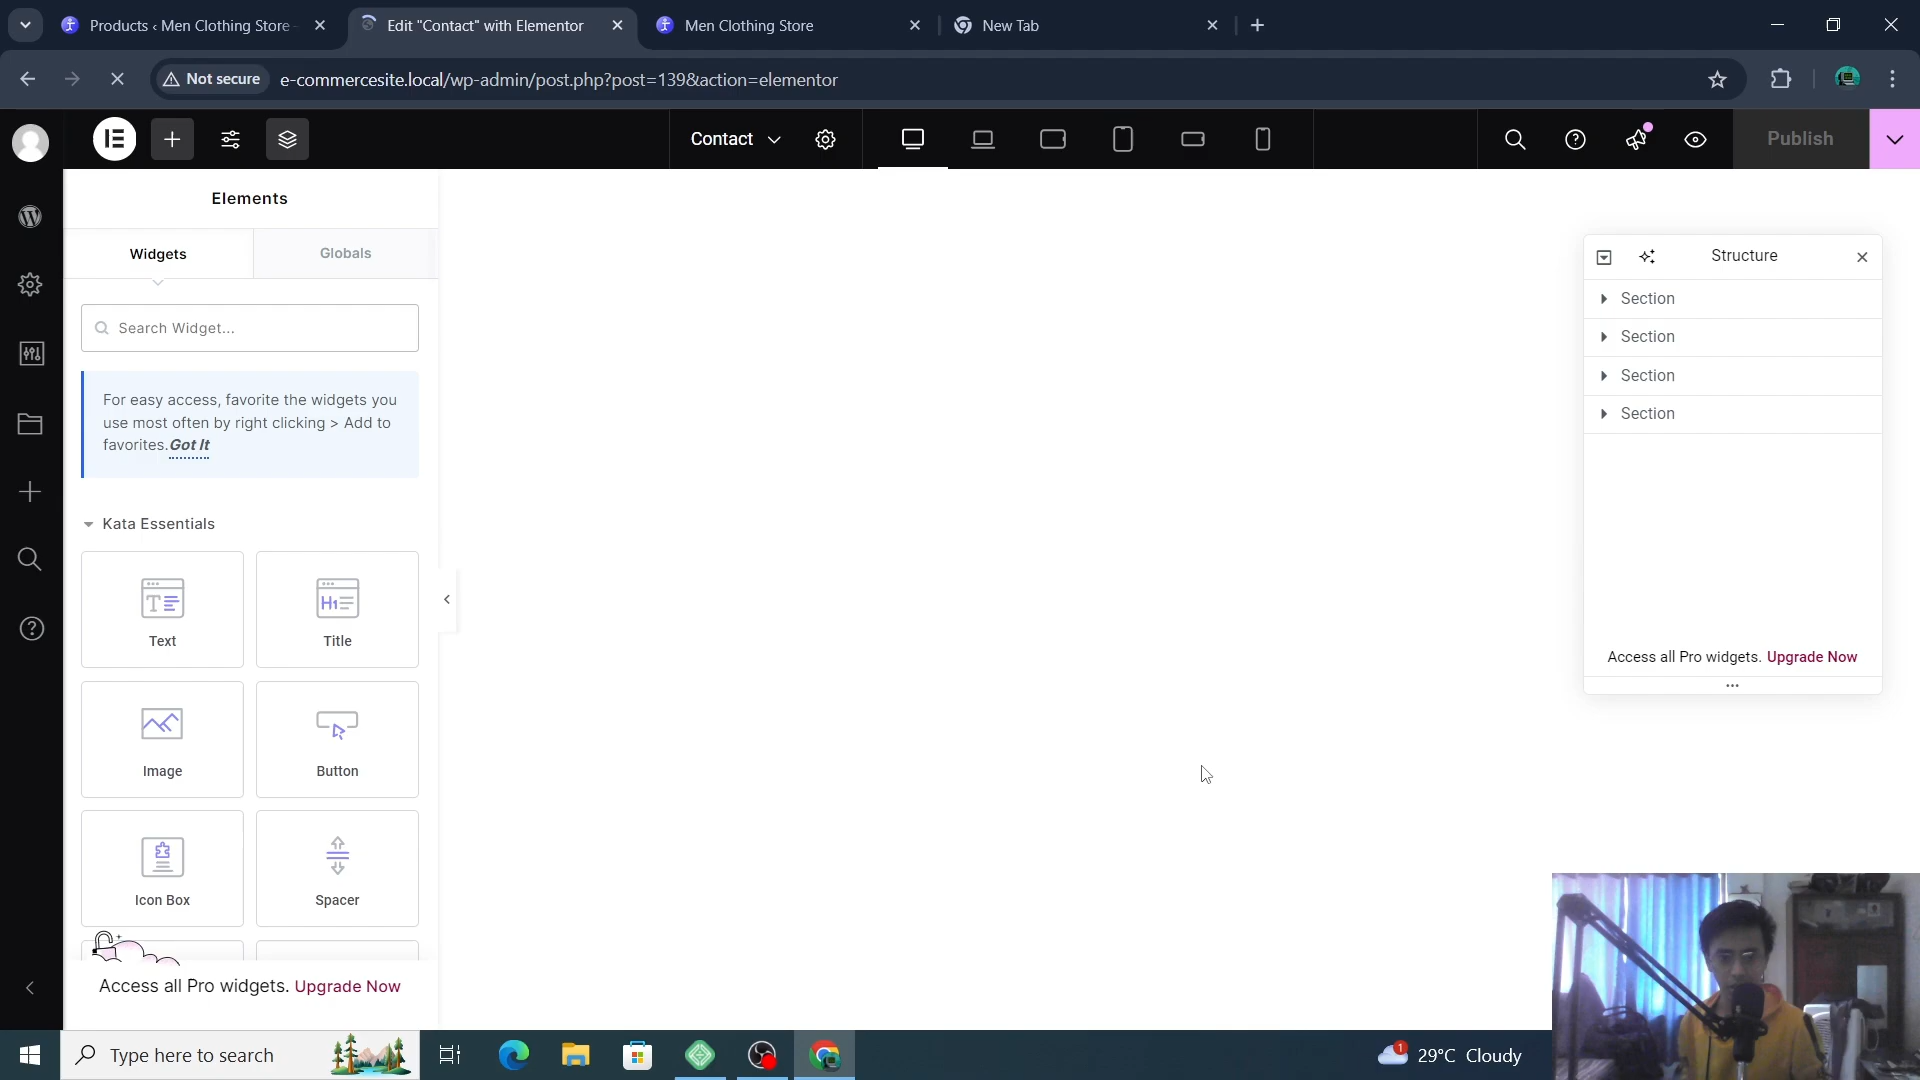 Products ‹ Men Clothing Store -
Edit "Contact" with Elementor
Men Clothing Store
New Tab
Not secure
e-commercesite.local/wp-admin/post.php?post=139&action=elementor
Contact
Publish
Elements
Widgets
Globals
Search Widget...
For easy access, favorite the widgets you
use most often by right clicking > Add to
favorites.Got It
Kata Essentials
Text
Title
Image
Button
Icon Box
Spacer
Access all Pro widgets. Upgrade Now
Structure
Section
Section
Section
Section
Access all Pro widgets. Upgrade Now
Type here to search
1
29°C Cloudy